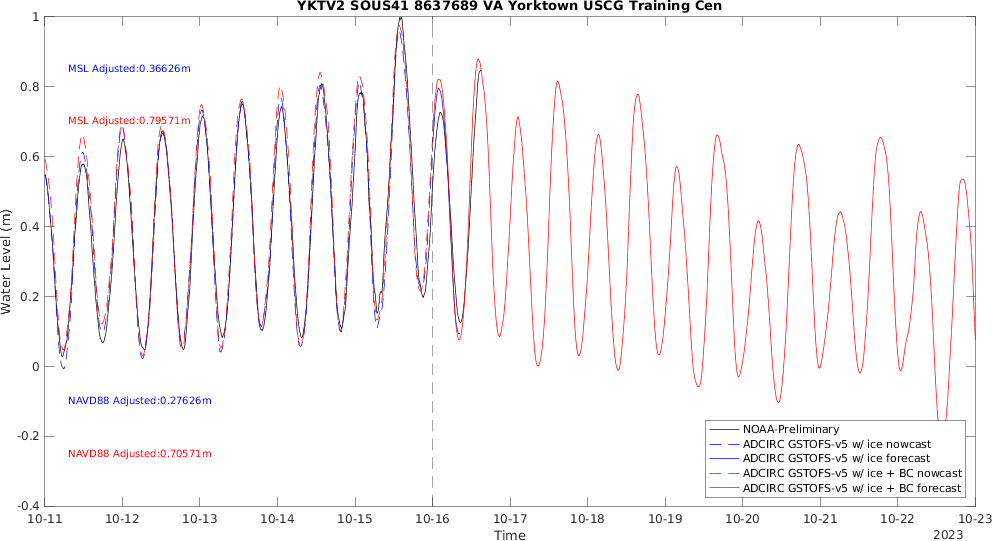 YKTV2 SOUS41 8637689 VA Yorktown USCG Training Cen
1
0.8
0.6
0.4
0.2
0
-0.2
-0.4
Water Level (m)
MSL Adjusted:0.36626m
MSL Adjusted:0.79571m
NAVD88 Adjusted:0.27626m
NAVD88 Adjusted:0.70571m
NOAA-Preliminary
ADCIRC GSTOFS-v5 w/ ice nowcast
ADCIRC GSTOFS-v5 w/ ice forecast
ADCIRC GSTOFS-v5 w/ ice + BC nowcast
ADCIRC GSTOFS-v5 w/ ice + BC forecast
10-11 10-12 10-13 10-14 10-15 10-16 10-17 10-18 10-19 10-20 10-21 10-22 10-23
Time
2023